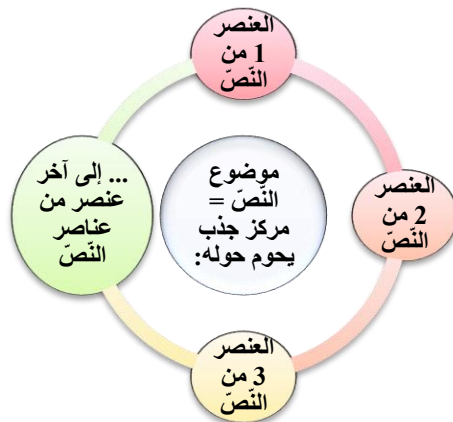 العنصر
1 من
النّصّ
العنصر
2 من
النّصّ
العنصر
3 من
النّصّ
... إلى آخر
عنصر من
عناصر
النّصّ
موضوع
النّصّ =
مركز جذب
يحوم حوله: